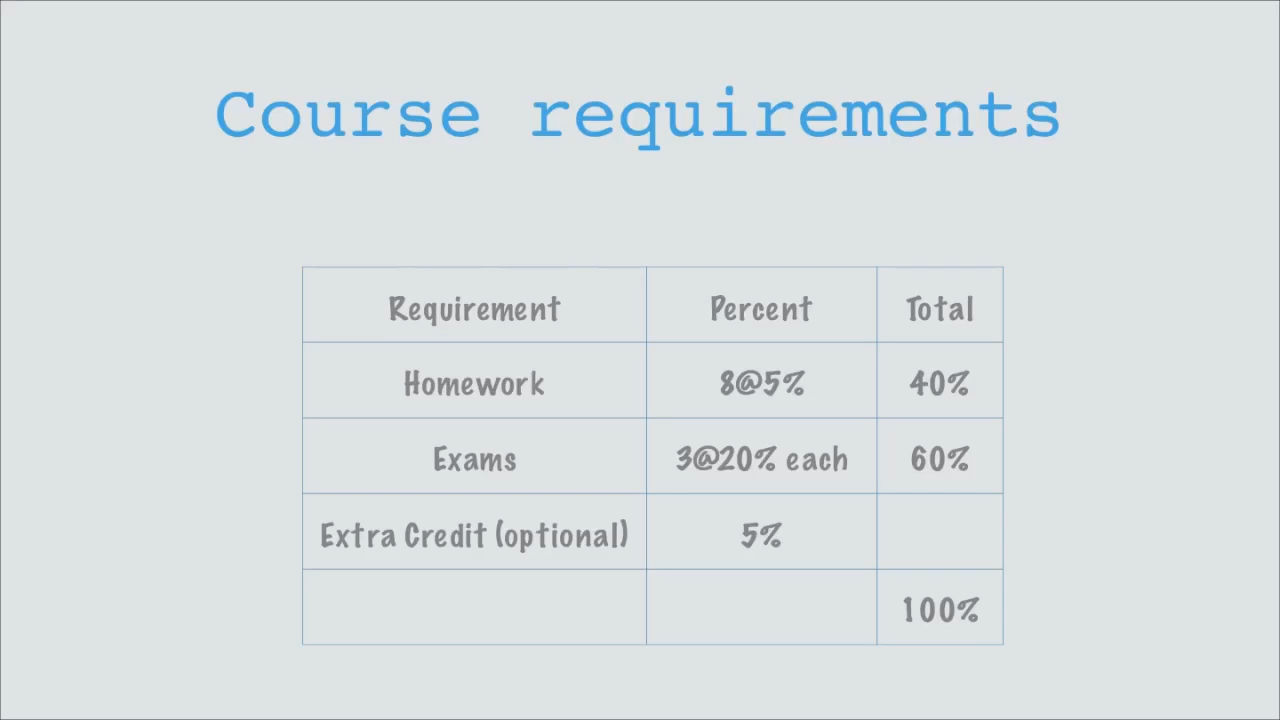 Course requirements
Requirement Percent Total
Homework 8@5% 40%
Exams 3@20% each 60%
Extra Credit (optional) 5%
100%